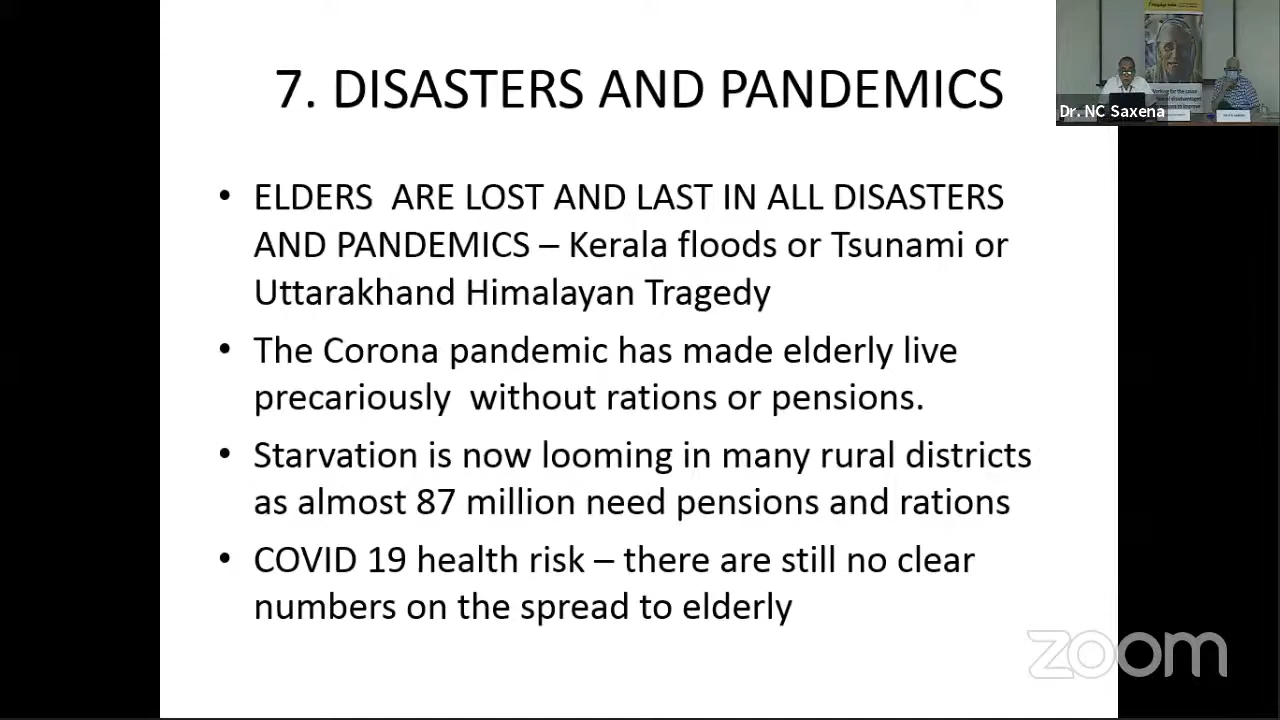 7. DISASTERS AND PANDEMICS
Dr. NC Saxena
• ELDERS  ARE LOST AND LAST IN ALL DISASTERS
AND PANDEMICS – Kerala floods or Tsunami or
Uttarakhand Himalayan Tragedy
• The Corona pandemic has made elderly live
precariously  without rations or pensions.
• Starvation is now looming in many rural districts
as almost 87 million need pensions and rations
• COVID 19 health risk – there are still no clear
numbers on the spread to elderly
zoom